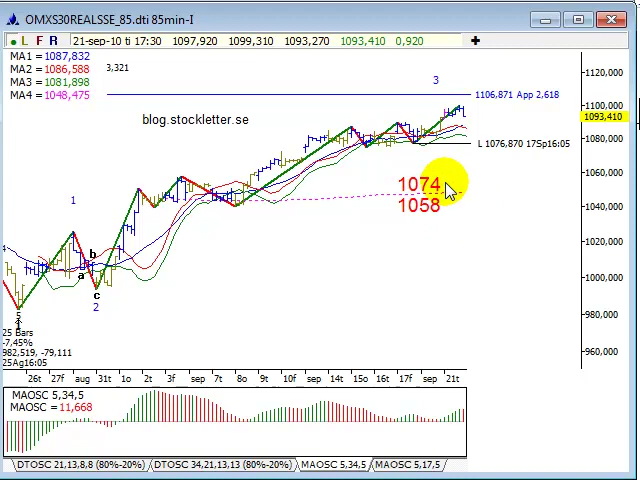 OMXS30REALSSE_85.dti 85min-I
L F R 21-sep-10 ti 17:30 1097,920 1099,310 1093,270 1093,410 0,920
MA1 = 1087,832
MA2 = 1086,588 3,321
MA3 = 1081,898
MA4 = 1048,475
blog.stockletter.se
3
1106,871 App 2,618
L 1076,870 17Sp16:05
1074
1058
1
b
a
c
2
5
25 Bars
-7,45%
982,519, -79,111
25Ag16:05
1120,000
1100,000
1093,410
1080,000
1060,000
1040,000
1020,000
1000,000
980,000
960,000
26t 27f aug 31t 1o 2t 3f sep 7t 8o 9t 10f sep 14t 15o 16t 17f sep 21t
MAOSC 5,34,5
MAOSC = 11,668
DTOSC 21,13,8,8 (80%-20%) DTOSC 34,21,13,13 (80%-20%) MAOSC 5,34,5 MAOSC 5,17,5